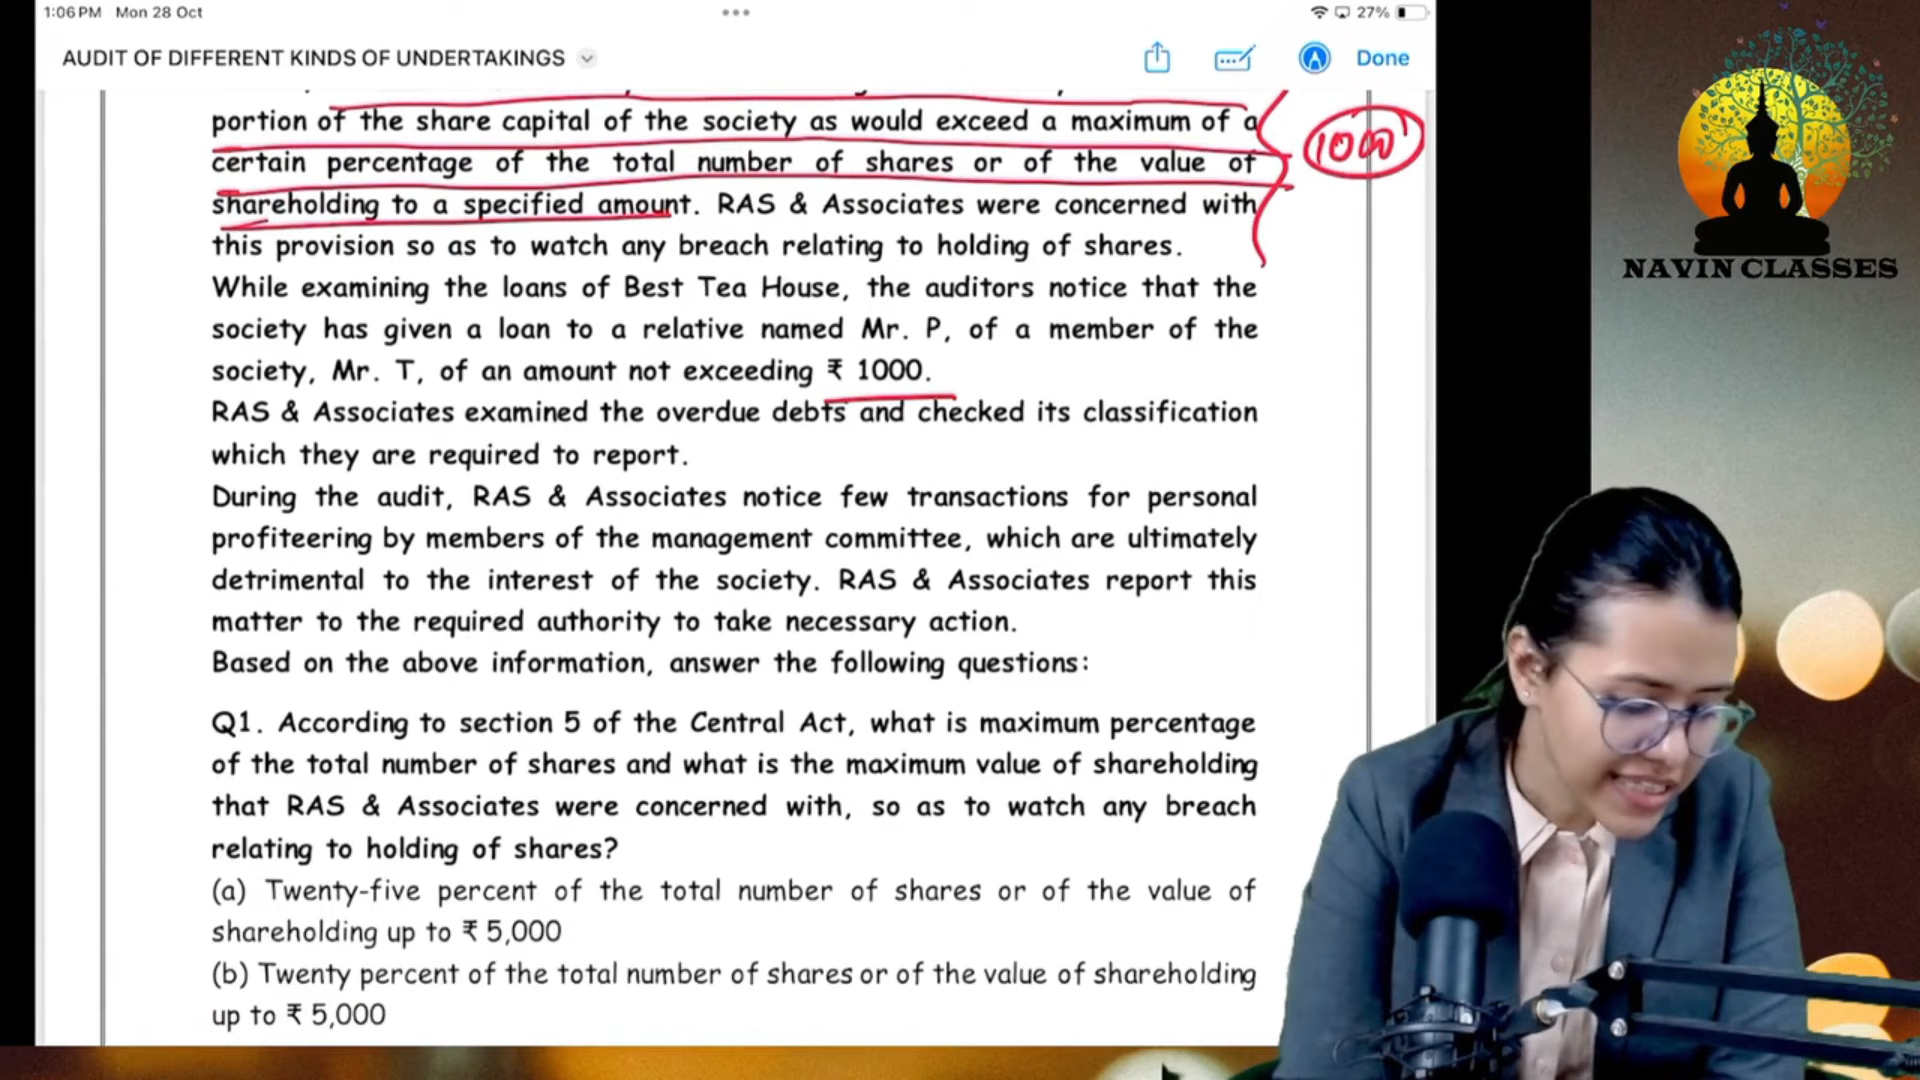 1:06 PM Mon 28 Oct
27%
AUDIT OF DIFFERENT KINDS OF UNDERTAKINGS
Done
portion of the share capital of the society as would exceed a maximum of a
certain percentage of the total number of shares or of the value of
shareholding to a specified amount. RAS & Associates were concerned with
this provision so as to watch any breach relating to holding of shares.
While examining the loans of Best Tea House, the auditors notice that the
society has given a loan to a relative named Mr. P, of a member of the
society, Mr. T, of an amount not exceeding ₹ 1000.
RAS & Associates examined the overdue debts and checked its classification
which they are required to report.
During the audit, RAS & Associates notice few transactions for personal
profiteering by members of the management committee, which are ultimately
detrimental to the interest of the society. RAS & Associates report this
matter to the required authority to take necessary action.
Based on the above information, answer the following questions:
Q1. According to section 5 of the Central Act, what is maximum percentage
of the total number of shares and what is the maximum value of shareholding
that RAS & Associates were concerned with, so as to watch any breach
relating to holding of shares?
(a) Twenty-five percent of the total number of shares or of the value of
shareholding up to ₹ 5,000
(b) Twenty percent of the total number of shares or of the value of shareholding
up to ₹ 5,000
1000
NAVIN CLASSES